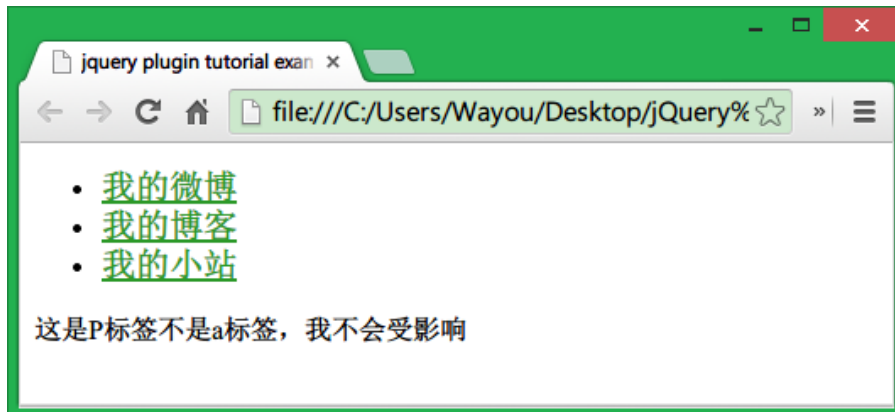 jquery plugin tutorial exan
file:///C:/Users/Wayou/Desktop/jQuery%
»
我的微博
我的博客
我的小站
这是P标签不是a标签，我不会受影响